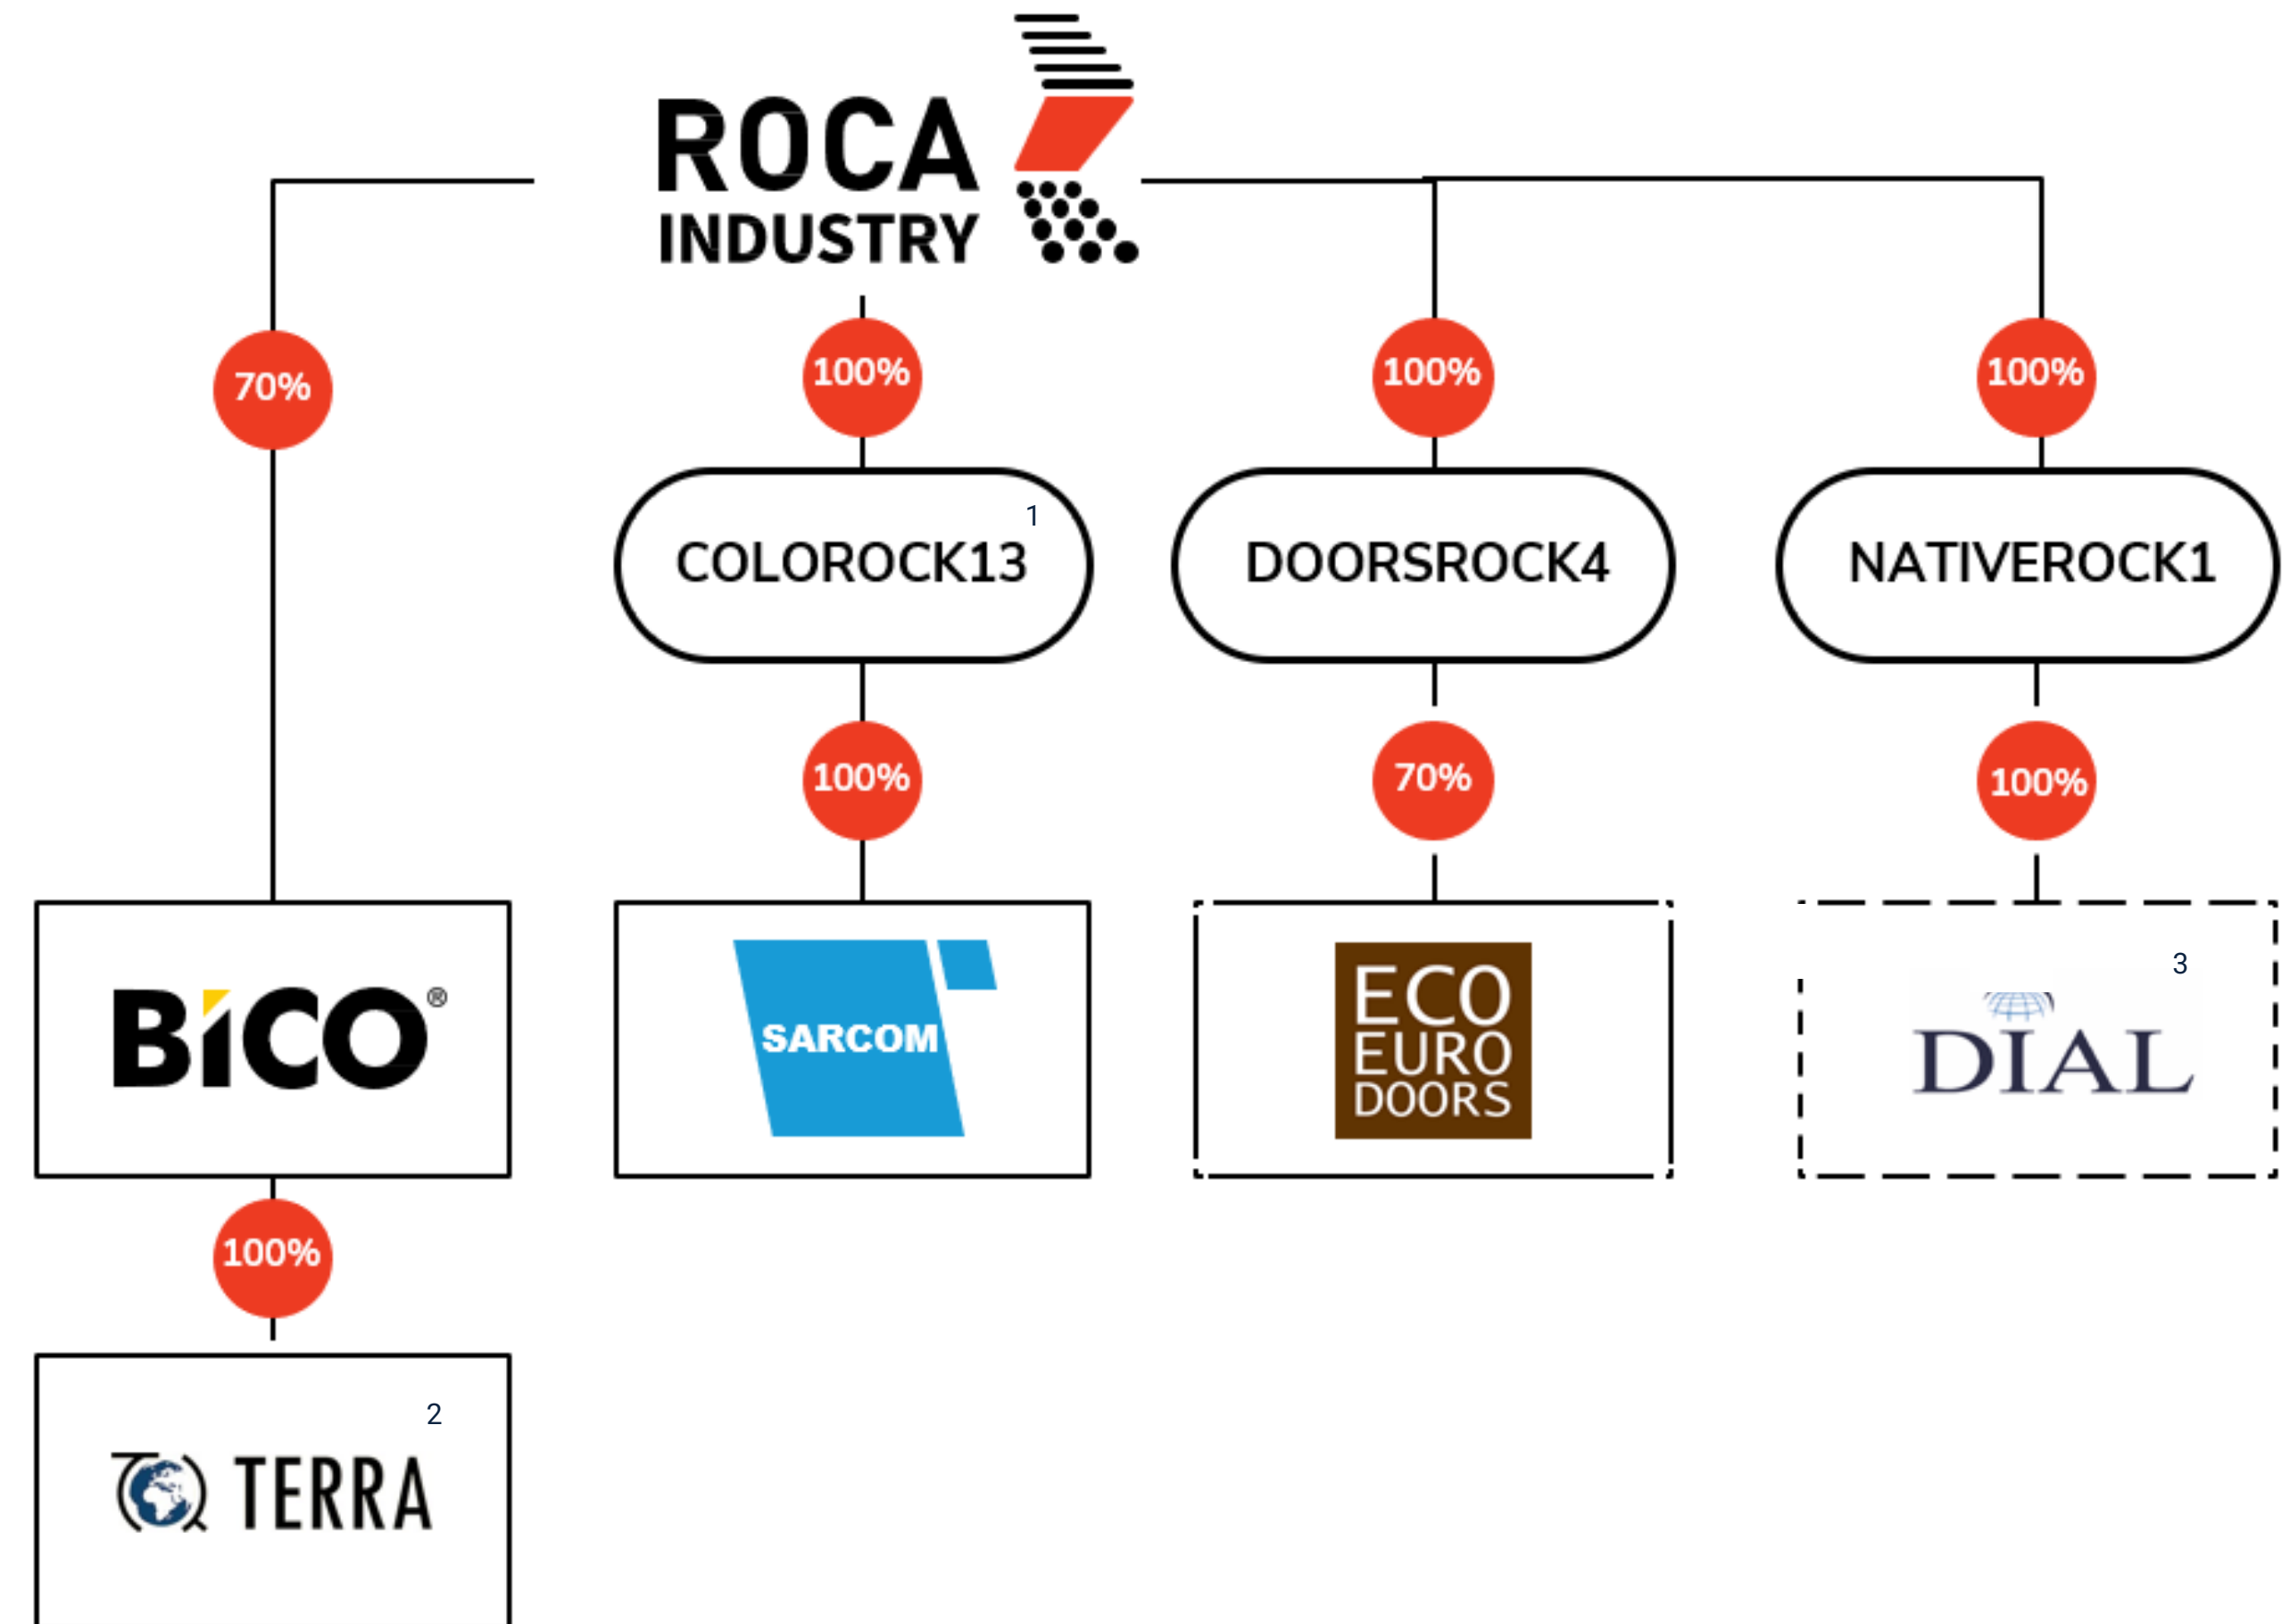 ROCA
INDUSTRY
70%
100%
100%
100%
COLOROCK13 1
DOORSROCK4
NATIVEROCK1
100%
70%
100%
BiCO®
SARCOM
ECO
EURO
DOORS
DIAL 3
100%
TERRA 2